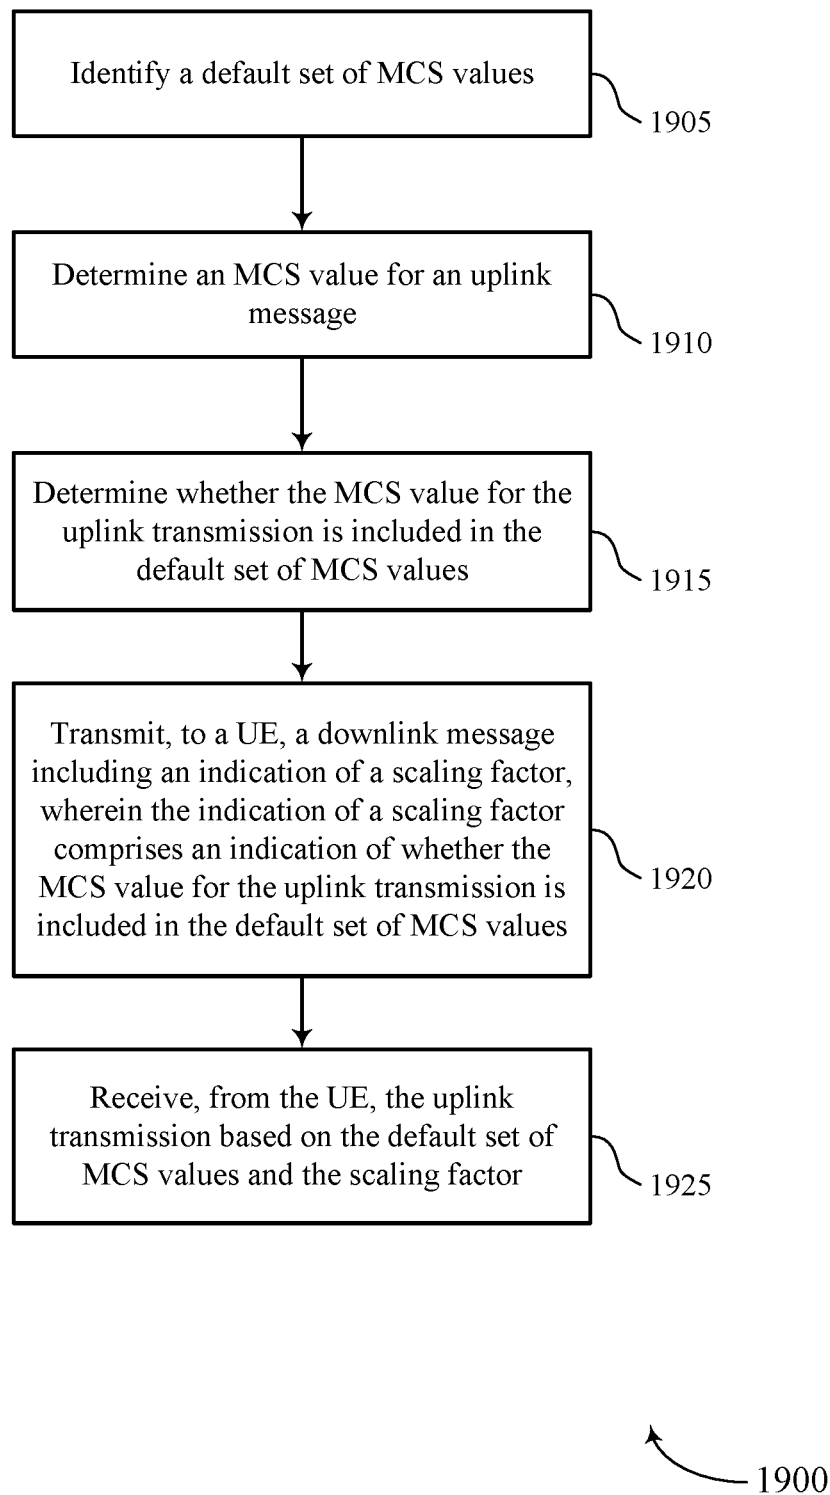 Identify a default set of MCS values
1905
Determine an MCS value for an uplink
message
1910
Determine whether the MCS value for the
uplink transmission is included in the
default set of MCS values
1915
Transmit, to a UE, a downlink message
including an indication of a scaling factor,
wherein the indication of a scaling factor
comprises an indication of whether the
MCS value for the uplink transmission is
included in the default set of MCS values
1920
Receive, from the UE, the uplink
transmission based on the default set of
MCS values and the scaling factor
1925
1900